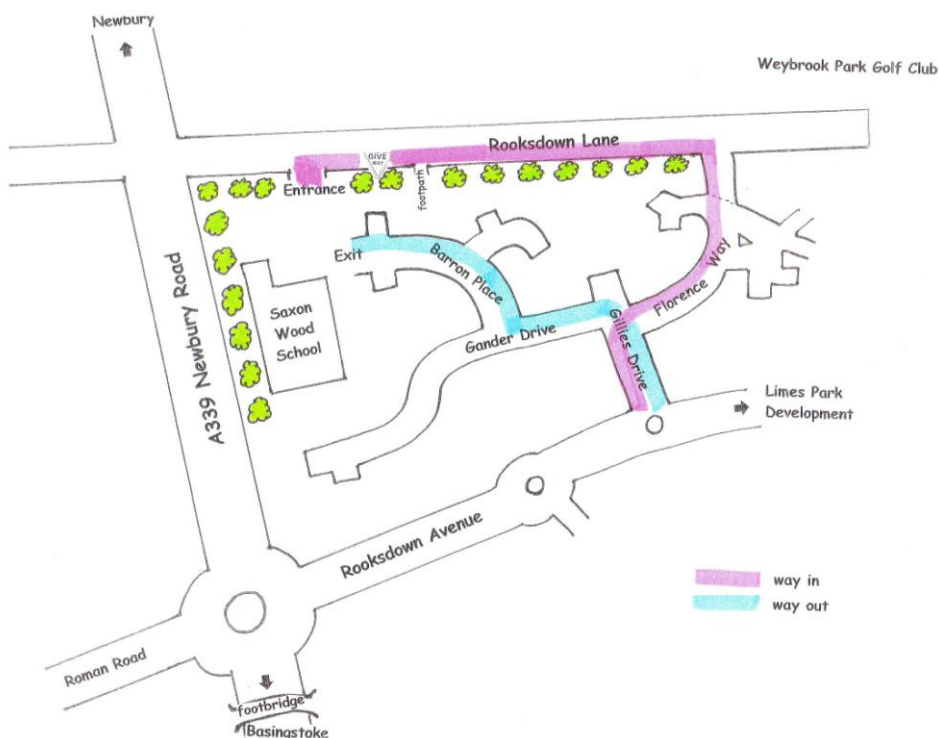 Newbury
Weybrook Park Golf Club
Rooksdown Lane
GIVE
WAY
Entrance
footpath
Exit
Barron Place
Florence Way
A339 Newbury Road
Saxon
Wood
School
Gander Drive
Gillies Drive
Limes Park
Development
Rooksdown Avenue
way in
way out
Roman Road
footbridge
Basingstoke